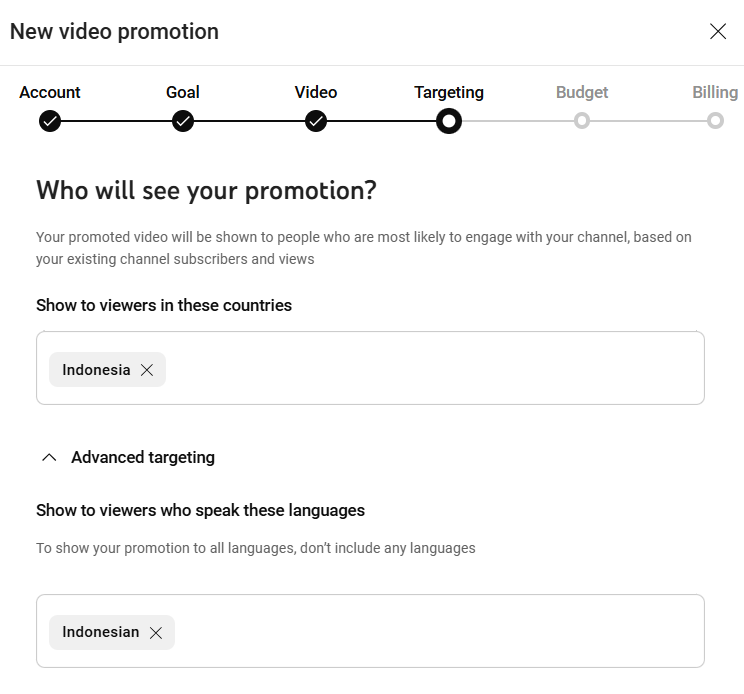 New video promotion
Account Goal Video Targeting Budget Billing
Who will see your promotion?
Your promoted video will be shown to people who are most likely to engage with your channel, based on
your existing channel subscribers and views
Show to viewers in these countries
Indonesia
Advanced targeting
Show to viewers who speak these languages
To show your promotion to all languages, don’t include any languages
Indonesian